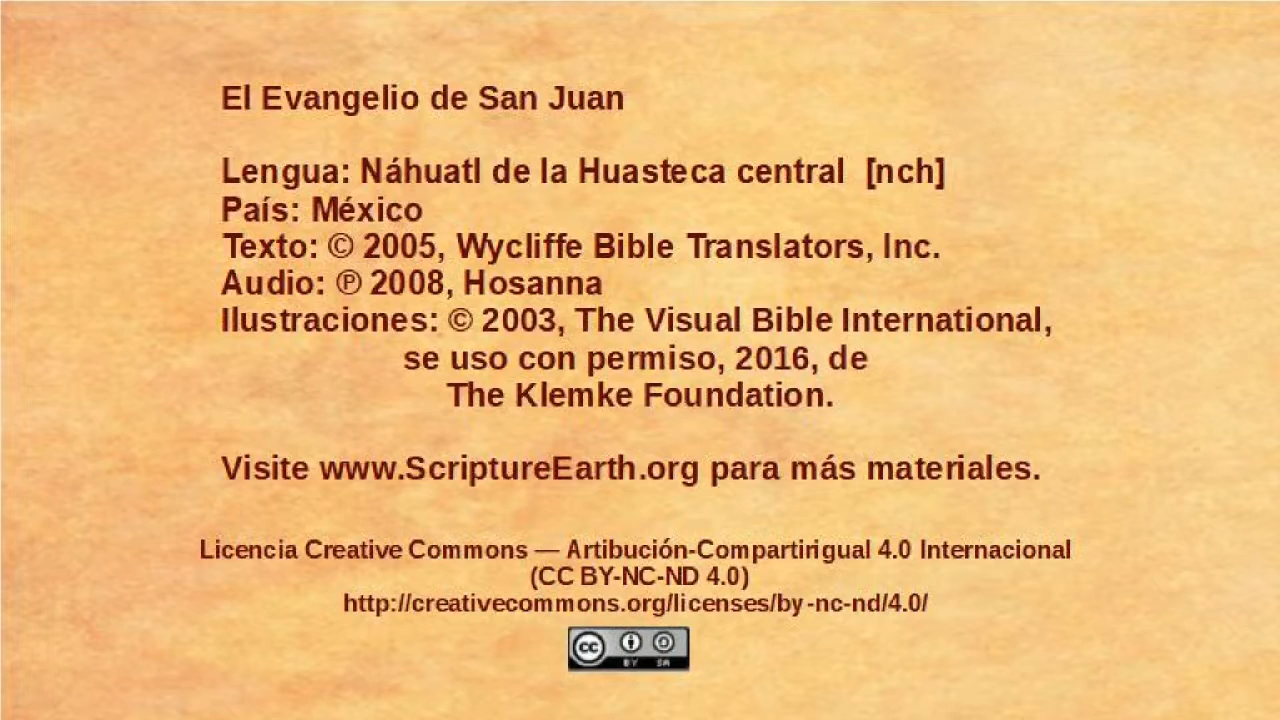 El Evangelio de San Juan
Lengua: Náhuatl de la Huasteca central [nch]
País: México
Texto: © 2005, Wycliffe Bible Translators, Inc.
Audio: ℗ 2008, Hosanna
Ilustraciones: © 2003, The Visual Bible International,
se uso con permiso, 2016, de
The Klemke Foundation.
Visite www.ScriptureEarth.org para más materiales.
Licencia Creative Commons — Artibución-Compartirigual 4.0 Internacional
(CC BY-NC-ND 4.0)
http://creativecommons.org/licenses/by-nc-nd/4.0/
cc
BY SA